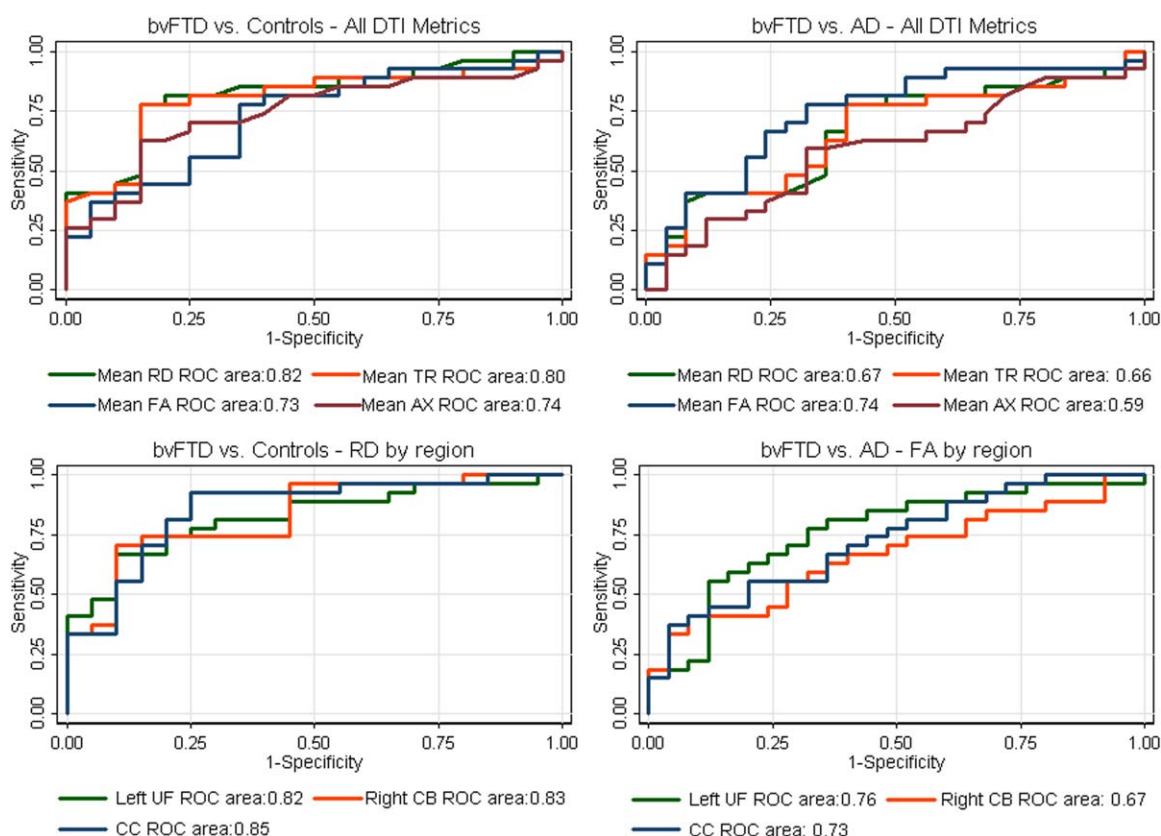 bvFTD vs. Controls - All DTI Metrics
Sensitivity
1.00
0.75
0.50
0.25
0.00
0.00 0.25 0.50 0.75 1.00
1-Specificity
Mean RD ROC area:0.82 Mean TR ROC area:0.80
Mean FA ROC area:0.73 Mean AX ROC area:0.74
bvFTD vs. AD - All DTI Metrics
Sensitivity
1.00
0.75
0.50
0.25
0.00
0.00 0.25 0.50 0.75 1.00
1-Specificity
Mean RD ROC area:0.67 Mean TR ROC area: 0.66
Mean FA ROC area:0.74 Mean AX ROC area:0.59
bvFTD vs. Controls - RD by region
Sensitivity
1.00
0.75
0.50
0.25
0.00
0.00 0.25 0.50 0.75 1.00
1-Specificity
Left UF ROC area:0.82 Right CB ROC area:0.83
CC ROC area:0.85
bvFTD vs. AD - FA by region
Sensitivity
1.00
0.75
0.50
0.25
0.00
0.00 0.25 0.50 0.75 1.00
1-Specificity
Left UF ROC area:0.76 Right CB ROC area: 0.67
CC ROC area: 0.73